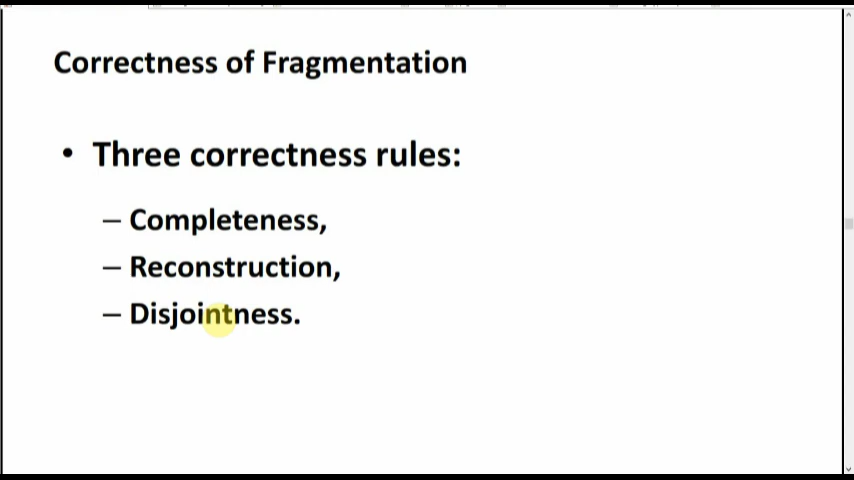 Correctness of Fragmentation
• Three correctness rules:
– Completeness,
– Reconstruction,
– Disjointness.